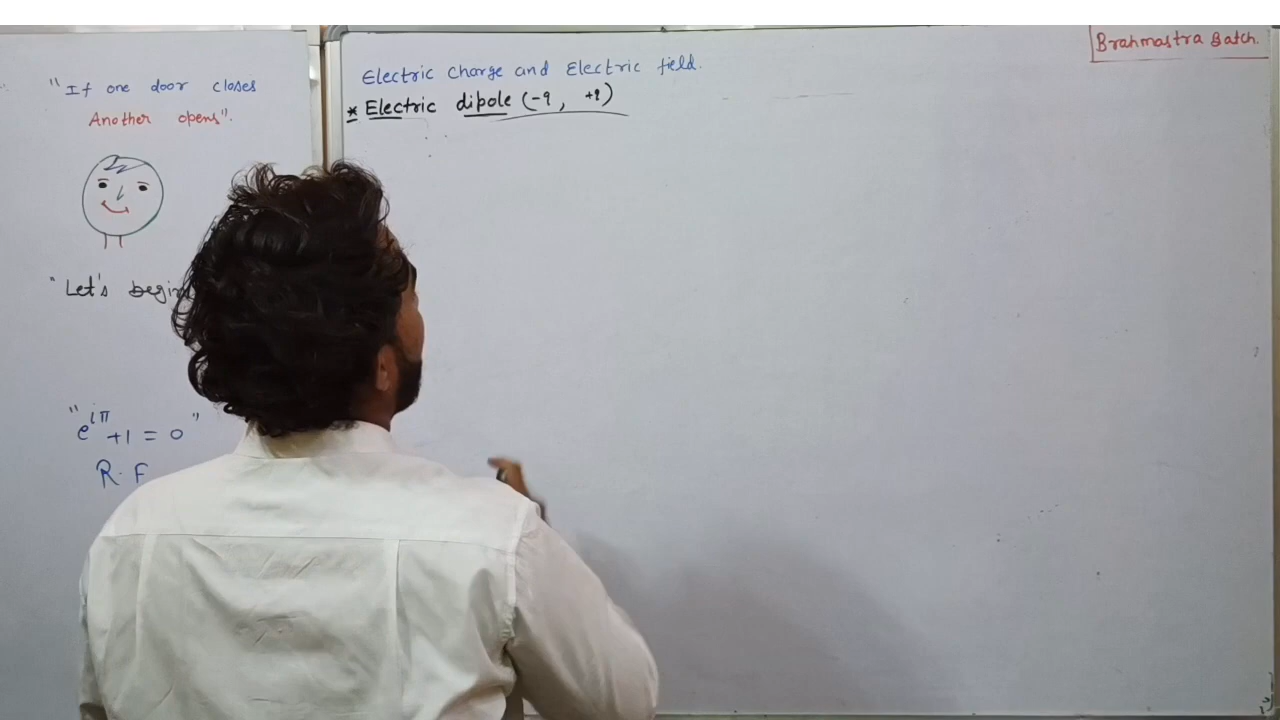 "If one door closes
Another opens".
"Let's begin
"e^{iπ} +1 = 0"
R. F
Brahmastra Batch.
Electric Charge and Electric field.
* Electric dipole (-q, +q)